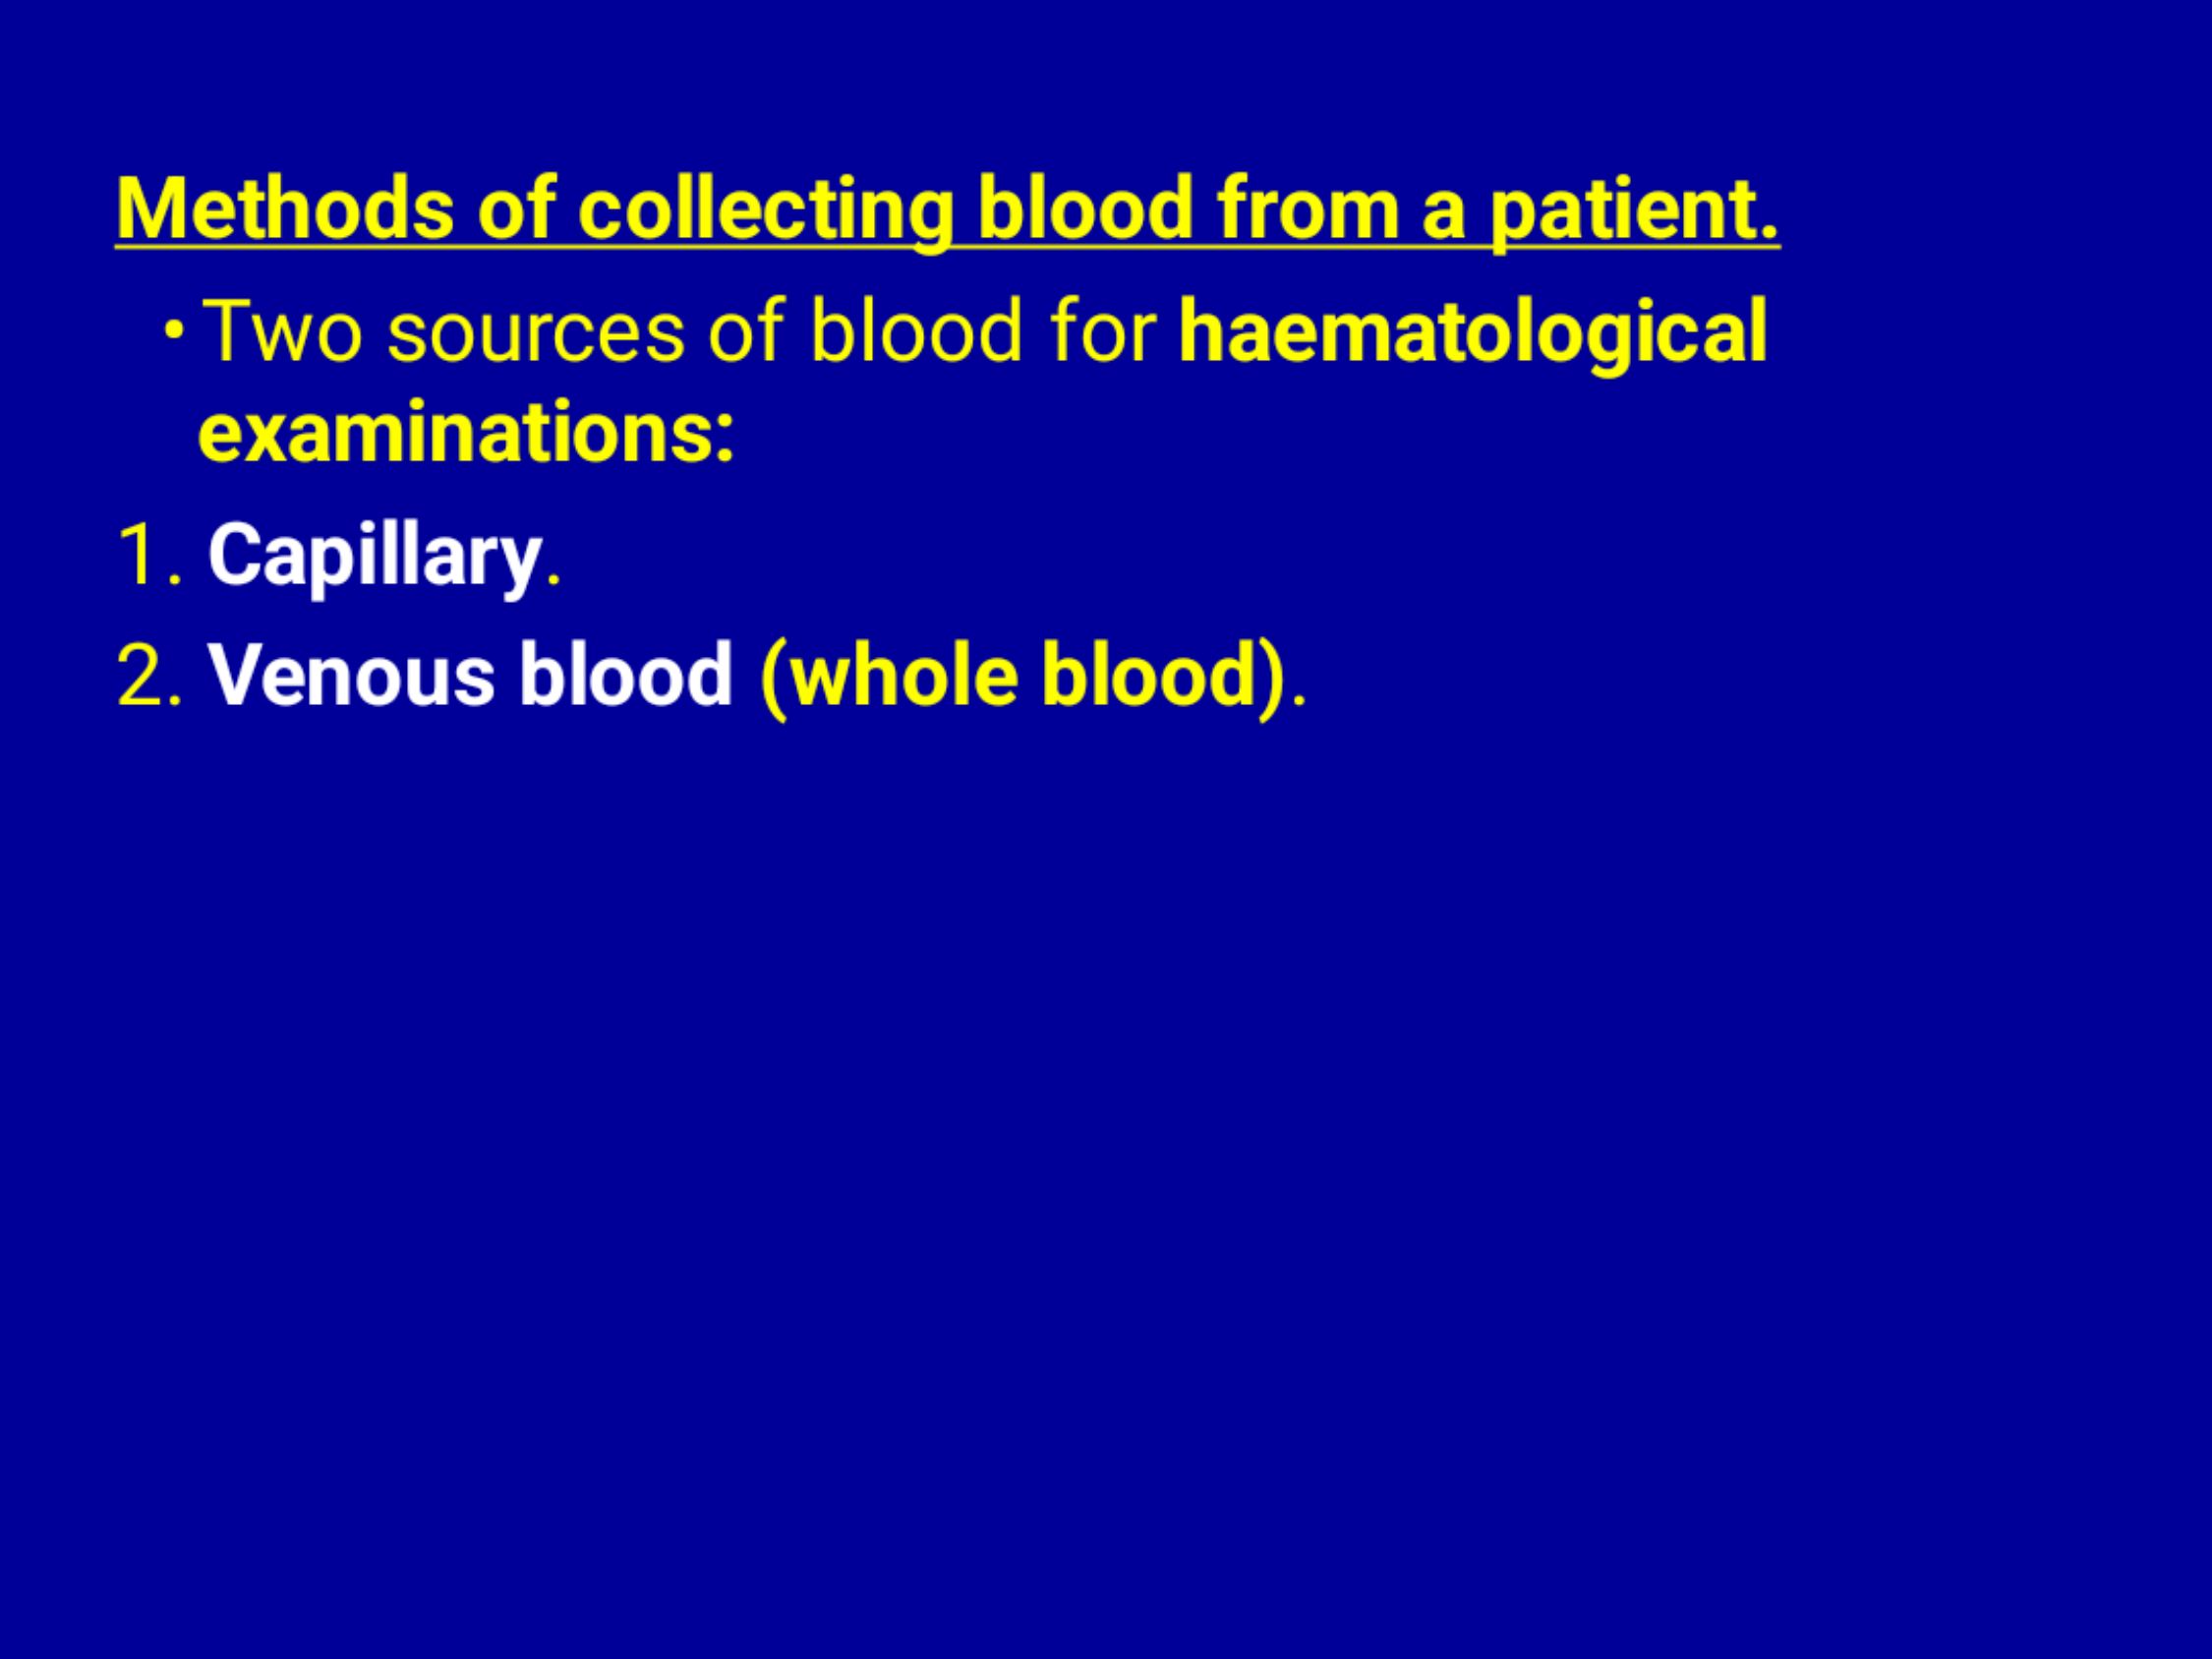 Methods of collecting blood from a patient.
• Two sources of blood for haematological
examinations:
1. Capillary.
2. Venous blood (whole blood).